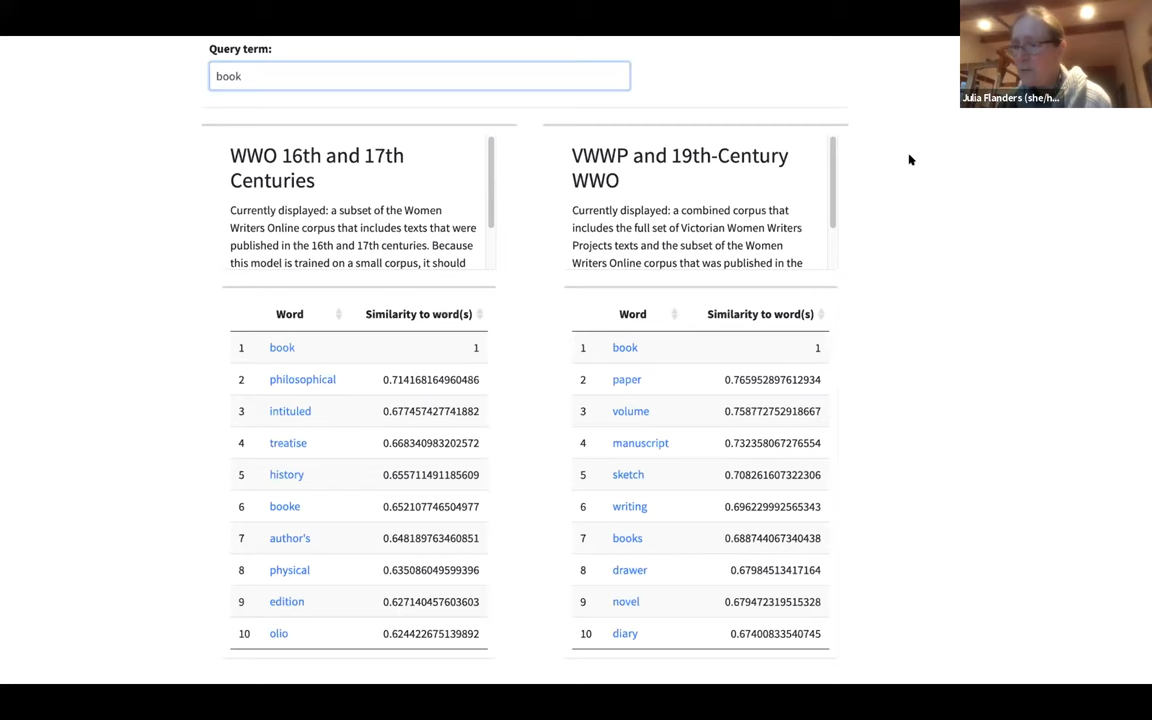 Query term:
book
Julia Flanders (she/h...
WWO 16th and 17th
Centuries
Currently displayed: a subset of the Women
Writers Online corpus that includes texts that were
published in the 16th and 17th centuries. Because
this model is trained on a small corpus, it should
Word Similarity to word(s)
1 book 1
2 philosophical 0.714168164960486
3 intituled 0.677457427741882
4 treatise 0.668340983202572
5 history 0.655711491185609
6 booke 0.652107746504977
7 author's 0.648189763460851
8 physical 0.635086049599396
9 edition 0.627140457603603
10 olio 0.624422675139892
VWWP and 19th-Century
WWO
Currently displayed: a combined corpus that
includes the full set of Victorian Women Writers
Projects texts and the subset of the Women
Writers Online corpus that was published in the
Word Similarity to word(s)
1 book 1
2 paper 0.765952897612934
3 volume 0.758772752918667
4 manuscript 0.732358067276554
5 sketch 0.708261607322306
6 writing 0.696229992565343
7 books 0.688744067340438
8 drawer 0.67984513417164
9 novel 0.679472319515328
10 diary 0.67400833540745